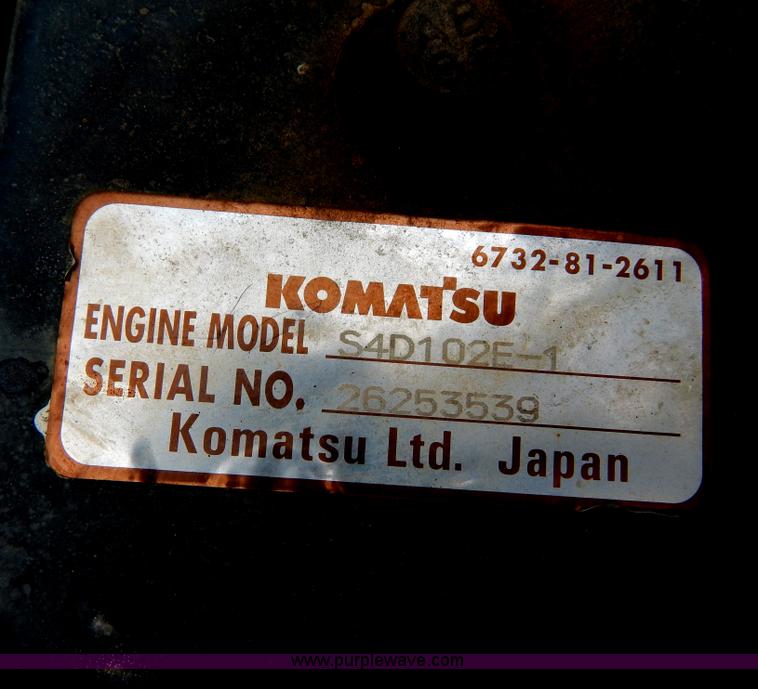 6732-81-2611
KOMATSU
ENGINE MODEL S4D102E-1
SERIAL NO. 26253539
Komatsu Ltd. Japan
www.purplewave.com